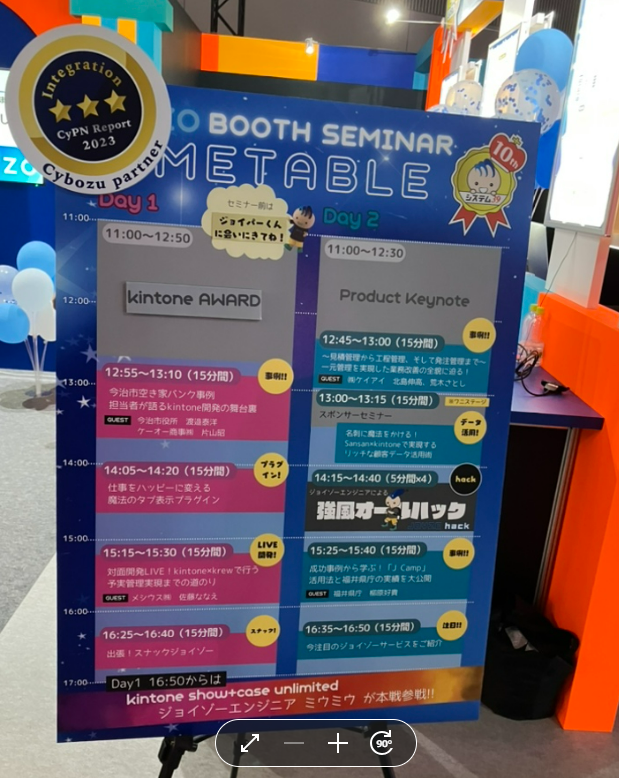 Integration
CyPN Report
2023
Cybozu partner
ZO
ZO BOOTH SEMINAR
METABLE
10th
システム39
Day 1
セミナー前は
ジョイパーくん
に会いにきてね!
Day 2
11:00
11:00〜12:50
kintone AWARD
11:00〜12:30
Product Keynote
12:00
12:45〜13:00（15分間）
事例!!
〜見積管理から工程管理、そして発注管理まで〜
一元管理を実現した業務改善の全貌に迫る!
GUEST ㈱ケイアイ 北島伸高、荒木さとし
12:55〜13:10（15分間）
事例!!
13:00
今治市空き家バンク事例
担当者が語るkintone開発の舞台裏
GUEST 今治市役所 渡辺泰洋
ケーオー商事㈱ 片山昭
13:00〜13:15（15分間）
※ワニステージ
スポンサーセミナー
データ
活用!
名刺に魔法をかける!
Sansan×kintoneで実現する
リッチな顧客データ活用術
14:00
14:05〜14:20（15分間）
プラグ
イン!
仕事をハッピーに変える
魔法のタブ表示プラグイン
14:15〜14:40（5分間×4）
hack
ジョイゾーエンジニアによる
強風オールハック
hack
15:00
15:15〜15:30（15分間）
LIVE
開発!
対面開発LIVE！kintone×krewで行う
予実管理実現までの道のり
GUEST メシウス㈱ 佐藤ななえ
15:25〜15:40（15分間）
事例!!
成功事例から学ぶ！「J Camp」
活用法と福井県庁の実績を大公開
GUEST 福井県庁 柳原好貴
16:00
16:25〜16:40（15分間）
スナック!
出張！スナックジョイゾー
16:35〜16:50（15分間）
注目!!
今注目のジョイゾーサービスをご紹介
17:00
Day1 16:50からは
kintone show+case unlimited
ジョイゾーエンジニア ミウミウ が本戦参戦!!
90°